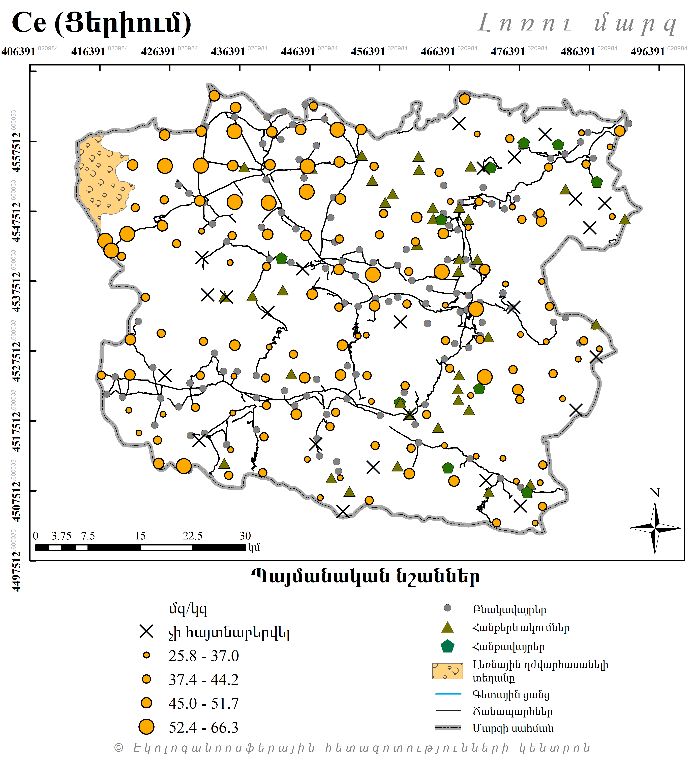 Ce (Ցերիում)
Լոռու մարզ
406391 416391 426391 436391 446391 456391 466391 476391 486391 496391
4557512
4547512
4537512
4527512
4517512
4507512
4497512
N
0 3.75 7.5 15 22.5 30
կմ
Պայմանական նշաններ
մգ/կգ
չի հայտնաբերվել
25.8 - 37.0
37.4 - 44.2
45.0 - 51.7
52.4 - 66.3
Բնակավայրեր
Հանքերևակումներ
Հանքավայրեր
Լեռնային դժվարհասանելի
տեղանք
Գետային ցանց
Ճանապարհներ
Մարզի սահման
© Էկոլոգանոոսֆերային հետազոտությունների կենտրոն